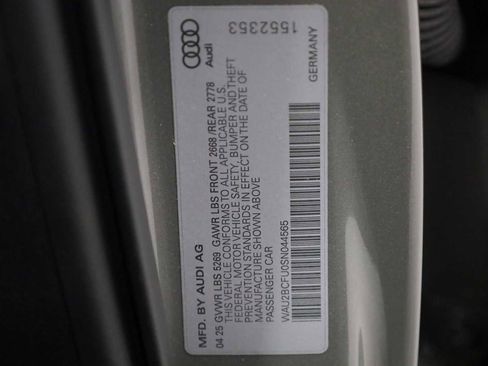 1552353
Audi
GERMANY
MFD. BY AUDI AG
04 25 GVWR LBS 5269 GAWR LBS FRONT 2668 /REAR 2778
THIS VEHICLE CONFORMS TO ALL APPLICABLE U.S.
FEDERAL MOTOR VEHICLE SAFETY, BUMPER AND THEFT
PREVENTION STANDARDS IN EFFECT ON THE DATE OF
MANUFACTURE SHOWN ABOVE
PASSENGER CAR
WAU2BCFU0SN044565